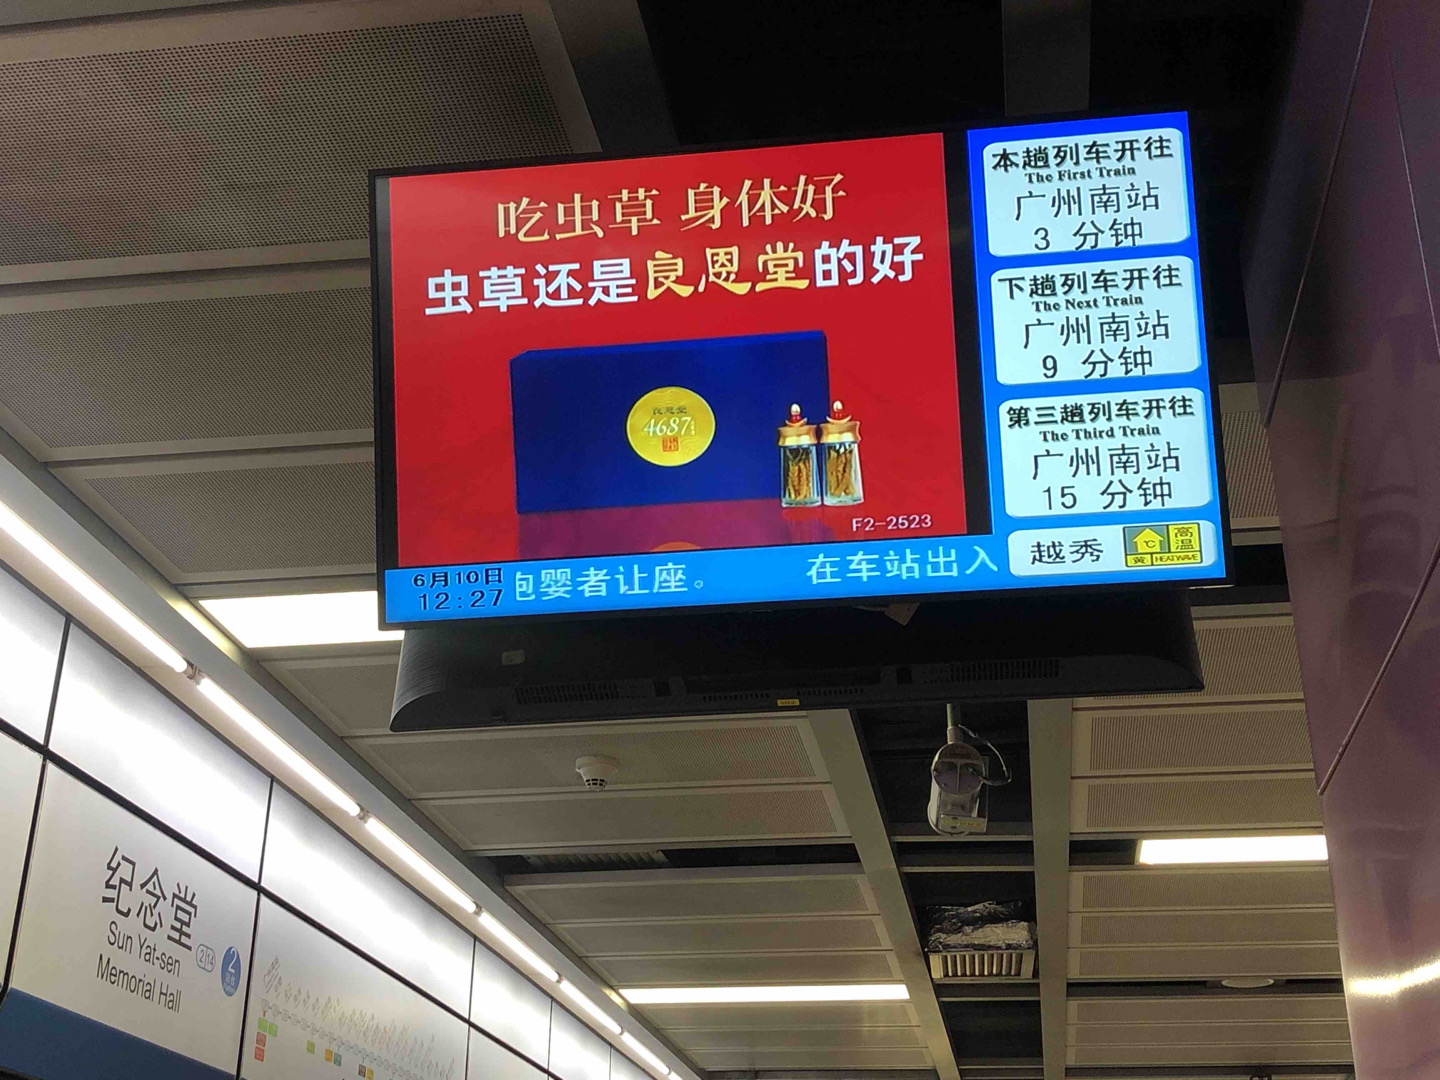 吃虫草 身体好
虫草还是良恩堂的好
良恩堂
4687
F2-2523
本趟列车开往
The First Train
广州南站
3 分钟
下趟列车开往
The Next Train
广州南站
9 分钟
第三趟列车开往
The Third Train
广州南站
15 分钟
越秀
℃
高温
黄 HEAT WAVE
6月10日
12:27
抱婴者让座。 在车站出入
纪念堂
Sun Yat-sen
Memorial Hall
2 14
2